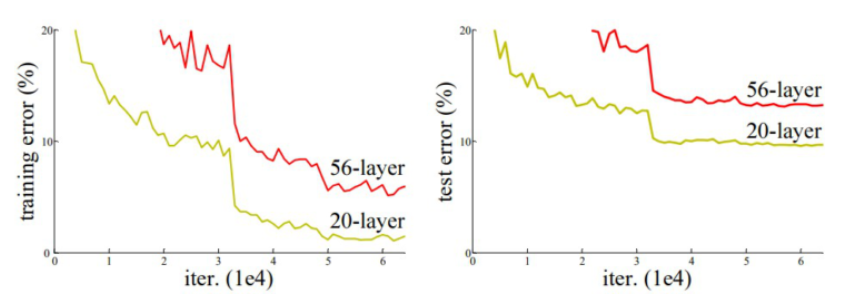 20
10
0
training error (%)
56-layer
20-layer
0 1 2 3 4 5 6
iter. (1e4)
20
10
0
test error (%)
56-layer
20-layer
0 1 2 3 4 5 6
iter. (1e4)